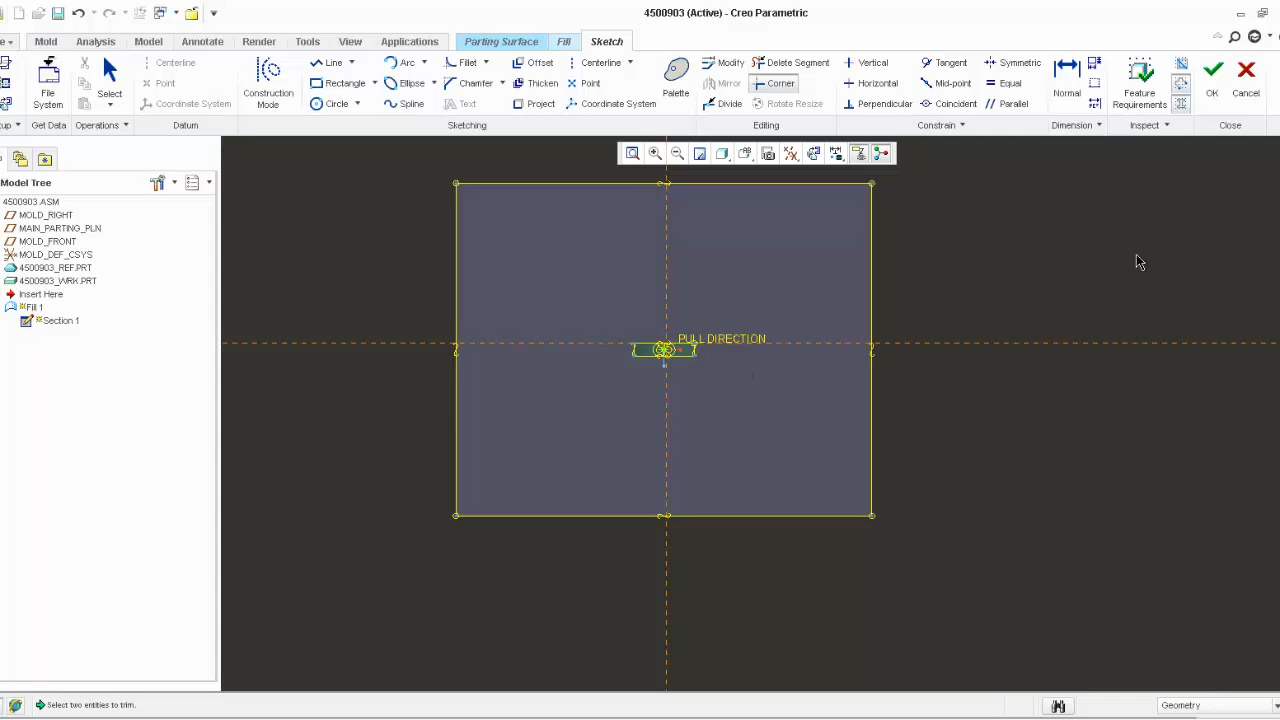 4500903 (Active) - Creo Parametric
Mold Analysis Model Annotate Render Tools View Applications Parting Surface Fill Sketch
File System
Select
Centerline
Point
Coordinate System
Construction Mode
Line Arc Fillet Offset Centerline
Rectangle Ellipse Chamfer Thicken Point
Circle Spline Text Project Coordinate System
Palette
Modify Delete Segment
Mirror Corner
Divide Rotate Resize
Vertical Tangent Symmetric
Horizontal Mid-point Equal
Perpendicular Coincident Parallel
Normal
Feature Requirements
OK Cancel
Get Data Operations Datum Sketching Editing Constrain Dimension Inspect Close
Model Tree
4500903.ASM
MOLD_RIGHT
MAIN_PARTING_PLN
MOLD_FRONT
MOLD_DEF_CSYS
4500903_REF.PRT
4500903_WRK.PRT
Insert Here
Fill 1
Section 1
PULL DIRECTION
Select two entities to trim.
Geometry